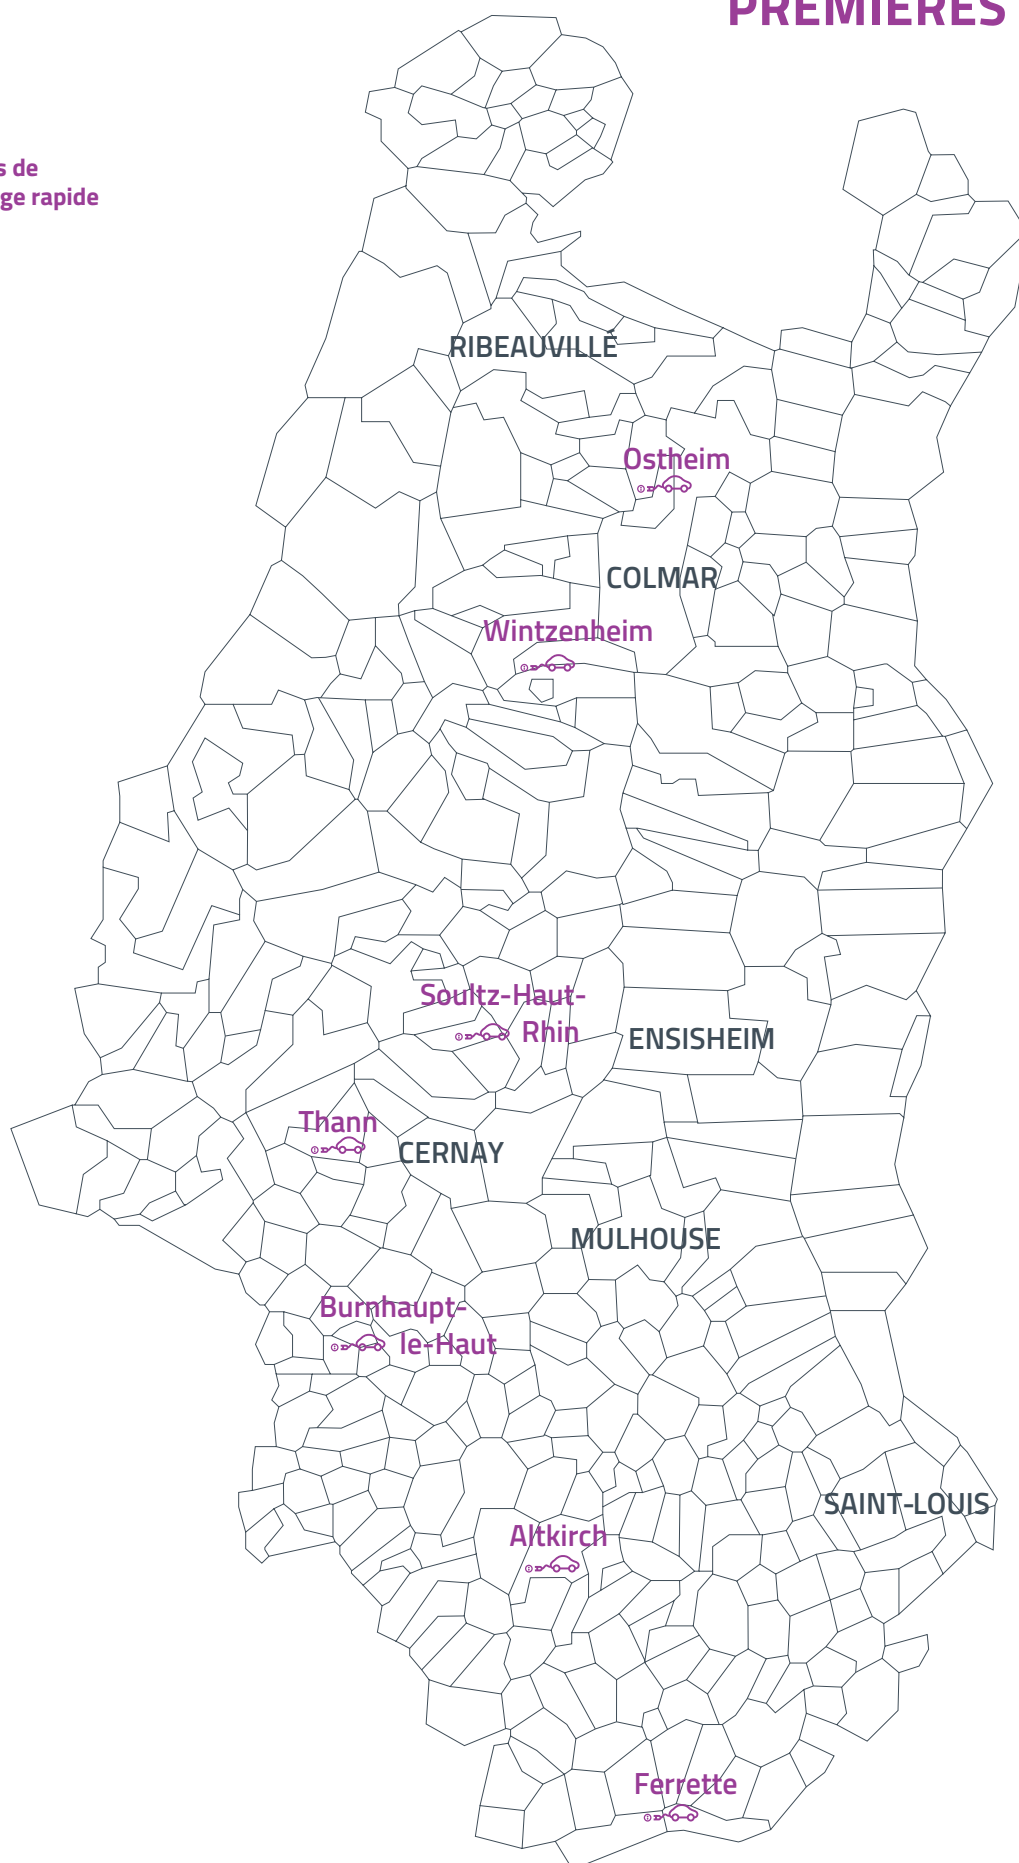 PREMIÈRES
s de
ge rapide
RIBEAUVILLÉ
Ostheim
COLMAR
Wintzenheim
Soultz-Haut-
Rhin
ENSISHEIM
Thann
CERNAY
MULHOUSE
Burnhaupt-
le-Haut
SAINT-LOUIS
Altkirch
Ferrette